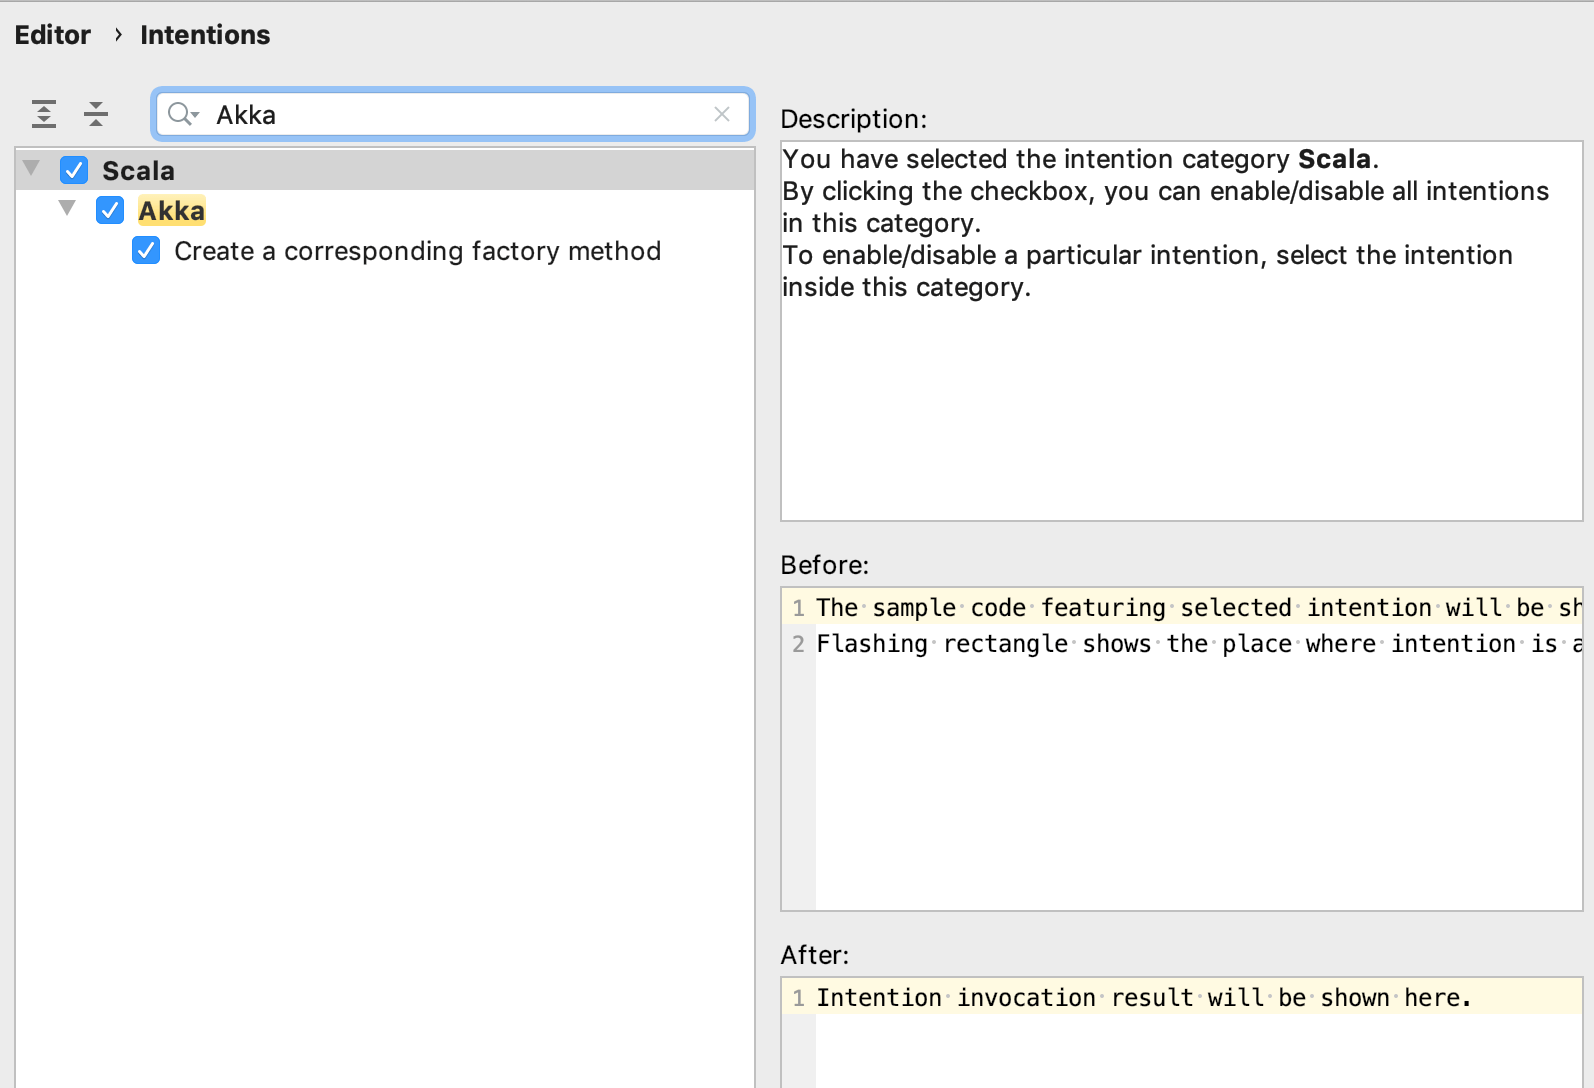 Editor › Intentions
Akka
Scala
Akka
Create a corresponding factory method
Description:
You have selected the intention category Scala.
By clicking the checkbox, you can enable/disable all intentions
in this category.
To enable/disable a particular intention, select the intention
inside this category.
Before:
1 The sample code featuring selected intention will be sh
2 Flashing rectangle shows the place where intention is a
After:
1 Intention invocation result will be shown here.